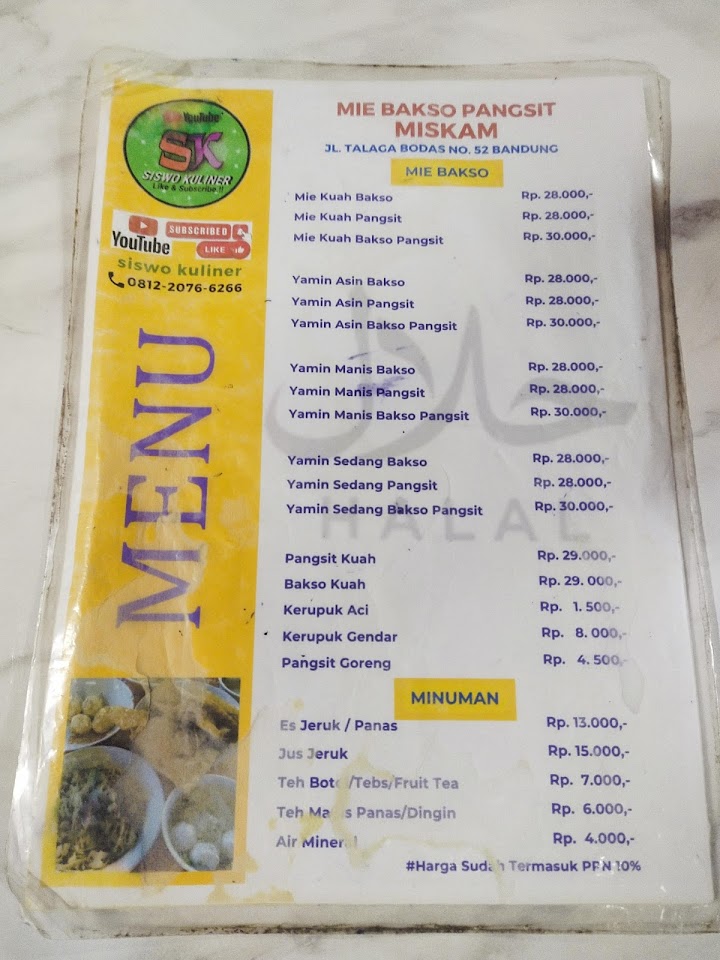 YouTube
SK
SISWO KULINER
Like & Subscribe !!
SUBSCRIBED
YouTube
LIKE
siswo kuliner
0812-2076-6266
MENU
MIE BAKSO PANGSIT
MISKAM
JL. TALAGA BODAS NO. 52 BANDUNG
MIE BAKSO
Mie Kuah Bakso Rp. 28.000,-
Mie Kuah Pangsit Rp. 28.000,-
Mie Kuah Bakso Pangsit Rp. 30.000,-
Yamin Asin Bakso Rp. 28.000,-
Yamin Asin Pangsit Rp. 28.000,-
Yamin Asin Bakso Pangsit Rp. 30.000,-
Yamin Manis Bakso Rp. 28.000,-
Yamin Manis Pangsit Rp. 28.000,-
Yamin Manis Bakso Pangsit Rp. 30.000,-
حلال
HALAL
Yamin Sedang Bakso Rp. 28.000,-
Yamin Sedang Pangsit Rp. 28.000,-
Yamin Sedang Bakso Pangsit Rp. 30.000,-
Pangsit Kuah Rp. 29.000,-
Bakso Kuah Rp. 29. 000,-
Kerupuk Aci Rp. 1. 500,-
Kerupuk Gendar Rp. 8. 000,-
Pangsit Goreng Rp. 4. 500,-
MINUMAN
Es Jeruk / Panas Rp. 13.000,-
Jus Jeruk Rp. 15.000,-
Teh Botol/Tebs/Fruit Tea Rp. 7.000,-
Teh Manis Panas/Dingin Rp. 6.000,-
Air Mineral Rp. 4.000,-
#Harga Sudah Termasuk PPN 10%